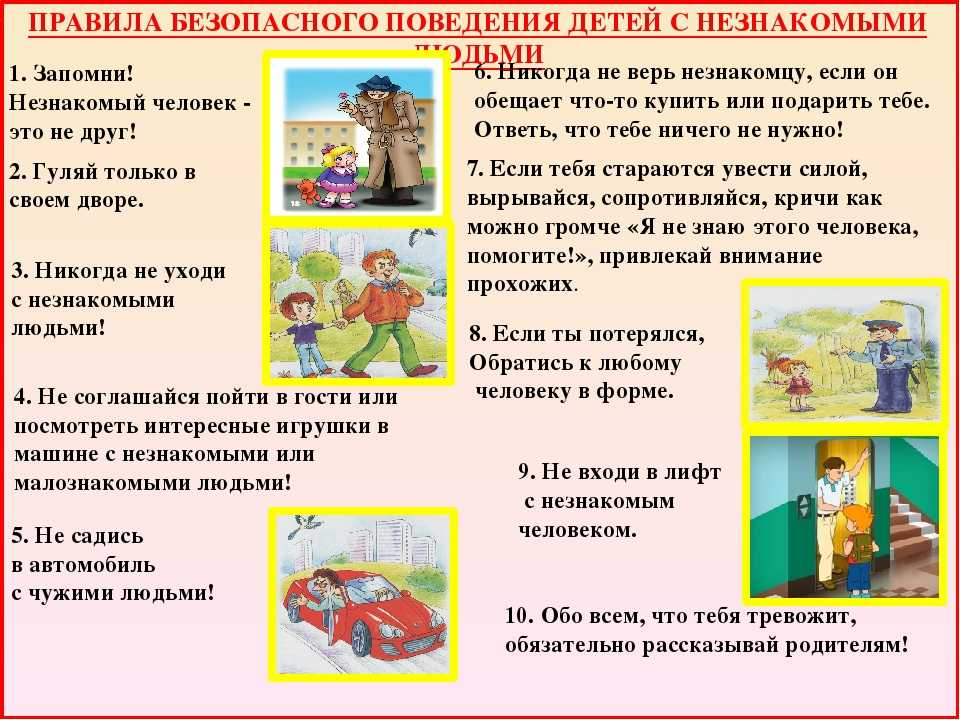 ПРАВИЛА БЕЗОПАСНОГО ПОВЕДЕНИЯ ДЕТЕЙ С НЕЗНАКОМЫМИ
ЛЮДЬМИ
1. Запомни!
Незнакомый человек -
это не друг!
2. Гуляй только в
своем дворе.
3. Никогда не уходи
с незнакомыми
людьми!
4. Не соглашайся пойти в гости или
посмотреть интересные игрушки в
машине с незнакомыми или
малознакомыми людьми!
5. Не садись
в автомобиль
с чужими людьми!
6. Никогда не верь незнакомцу, если он
обещает что-то купить или подарить тебе.
Ответь, что тебе ничего не нужно!
7. Если тебя стараются увести силой,
вырывайся, сопротивляйся, кричи как
можно громче «Я не знаю этого человека,
помогите!», привлекай внимание
прохожих.
8. Если ты потерялся,
Обратись к любому
человеку в форме.
9. Не входи в лифт
с незнакомым
человеком.
10. Обо всем, что тебя тревожит,
обязательно рассказывай родителям!
18